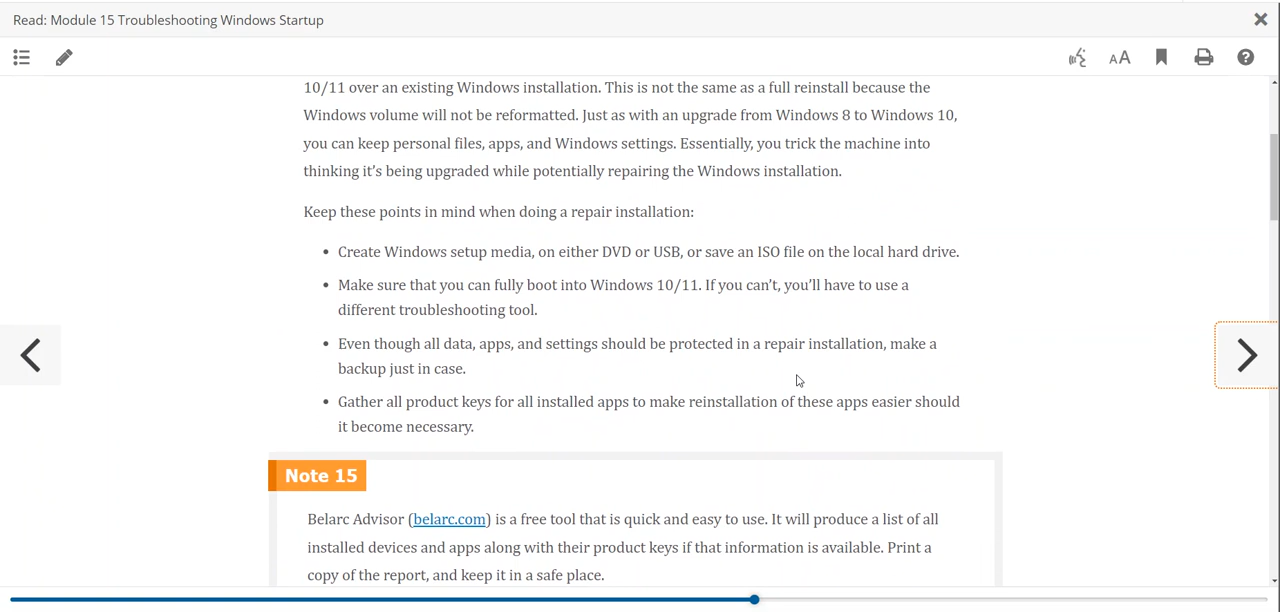 Read: Module 15 Troubleshooting Windows Startup
AA
10/11 over an existing Windows installation. This is not the same as a full reinstall because the
Windows volume will not be reformatted. Just as with an upgrade from Windows 8 to Windows 10,
you can keep personal files, apps, and Windows settings. Essentially, you trick the machine into
thinking it’s being upgraded while potentially repairing the Windows installation.
Keep these points in mind when doing a repair installation:
• Create Windows setup media, on either DVD or USB, or save an ISO file on the local hard drive.
• Make sure that you can fully boot into Windows 10/11. If you can’t, you’ll have to use a
different troubleshooting tool.
• Even though all data, apps, and settings should be protected in a repair installation, make a
backup just in case.
• Gather all product keys for all installed apps to make reinstallation of these apps easier should
it become necessary.
Note 15
Belarc Advisor (belarc.com) is a free tool that is quick and easy to use. It will produce a list of all
installed devices and apps along with their product keys if that information is available. Print a
copy of the report, and keep it in a safe place.